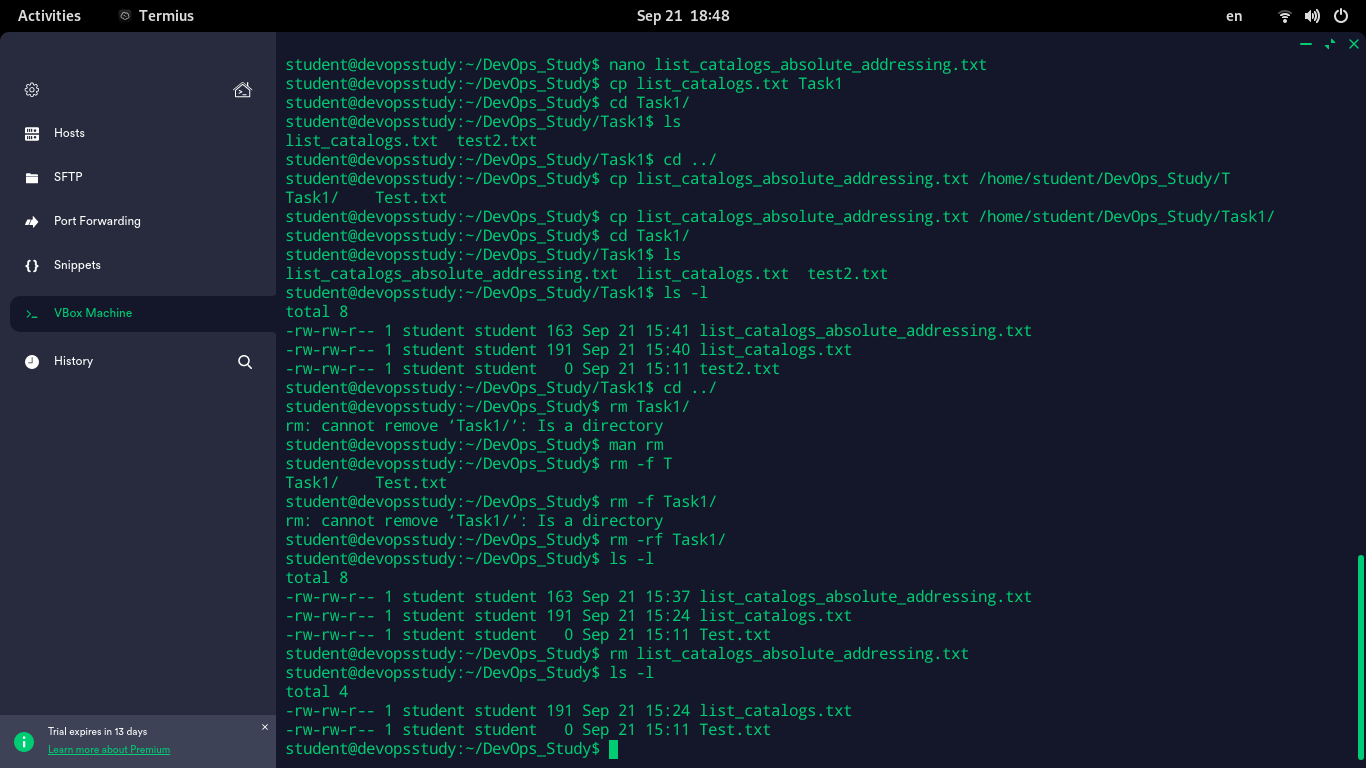 Activities
Termius
Sep 21 18:48
en
Hosts
SFTP
Port Forwarding
Snippets
VBox Machine
History
Trial expires in 13 days
Learn more about Premium
student@devopsstudy:~/DevOps_Study$ nano list_catalogs_absolute_addressing.txt
student@devopsstudy:~/DevOps_Study$ cp list_catalogs.txt Task1
student@devopsstudy:~/DevOps_Study$ cd Task1/
student@devopsstudy:~/DevOps_Study/Task1$ ls
list_catalogs.txt  test2.txt
student@devopsstudy:~/DevOps_Study/Task1$ cd ../
student@devopsstudy:~/DevOps_Study$ cp list_catalogs_absolute_addressing.txt /home/student/DevOps_Study/T
Task1/    Test.txt
student@devopsstudy:~/DevOps_Study$ cp list_catalogs_absolute_addressing.txt /home/student/DevOps_Study/Task1/
student@devopsstudy:~/DevOps_Study$ cd Task1/
student@devopsstudy:~/DevOps_Study/Task1$ ls
list_catalogs_absolute_addressing.txt  list_catalogs.txt  test2.txt
student@devopsstudy:~/DevOps_Study/Task1$ ls -l
total 8
-rw-rw-r-- 1 student student 163 Sep 21 15:41 list_catalogs_absolute_addressing.txt
-rw-rw-r-- 1 student student 191 Sep 21 15:40 list_catalogs.txt
-rw-rw-r-- 1 student student   0 Sep 21 15:11 test2.txt
student@devopsstudy:~/DevOps_Study/Task1$ cd ../
student@devopsstudy:~/DevOps_Study$ rm Task1/
rm: cannot remove ‘Task1/’: Is a directory
student@devopsstudy:~/DevOps_Study$ man rm
student@devopsstudy:~/DevOps_Study$ rm -f T
Task1/    Test.txt
student@devopsstudy:~/DevOps_Study$ rm -f Task1/
rm: cannot remove ‘Task1/’: Is a directory
student@devopsstudy:~/DevOps_Study$ rm -rf Task1/
student@devopsstudy:~/DevOps_Study$ ls -l
total 8
-rw-rw-r-- 1 student student 163 Sep 21 15:37 list_catalogs_absolute_addressing.txt
-rw-rw-r-- 1 student student 191 Sep 21 15:24 list_catalogs.txt
-rw-rw-r-- 1 student student   0 Sep 21 15:11 Test.txt
student@devopsstudy:~/DevOps_Study$ rm list_catalogs_absolute_addressing.txt
student@devopsstudy:~/DevOps_Study$ ls -l
total 4
-rw-rw-r-- 1 student student 191 Sep 21 15:24 list_catalogs.txt
-rw-rw-r-- 1 student student   0 Sep 21 15:11 Test.txt
student@devopsstudy:~/DevOps_Study$